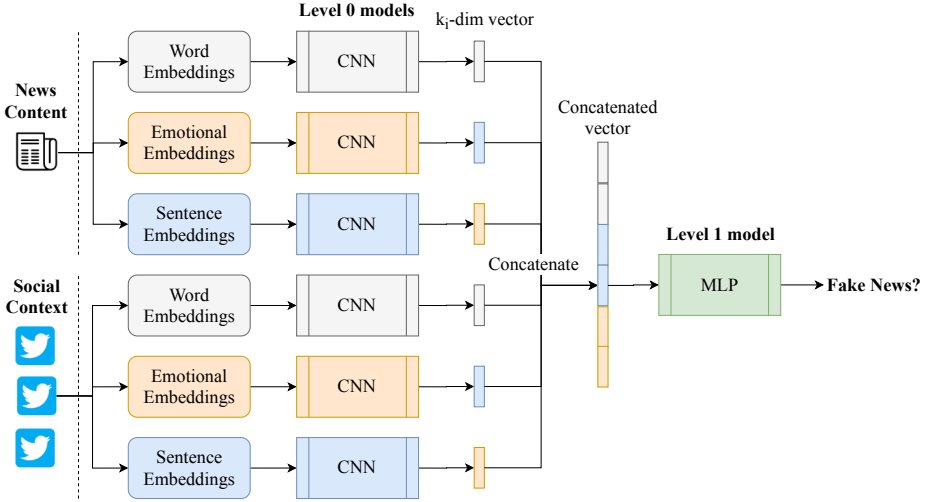 Level 0 models
k_i-dim vector
News
Content
Word
Embeddings
CNN
Emotional
Embeddings
CNN
Sentence
Embeddings
CNN
Social
Context
Word
Embeddings
CNN
Emotional
Embeddings
CNN
Sentence
Embeddings
CNN
Concatenate
Concatenated
vector
Level 1 model
MLP
Fake News?